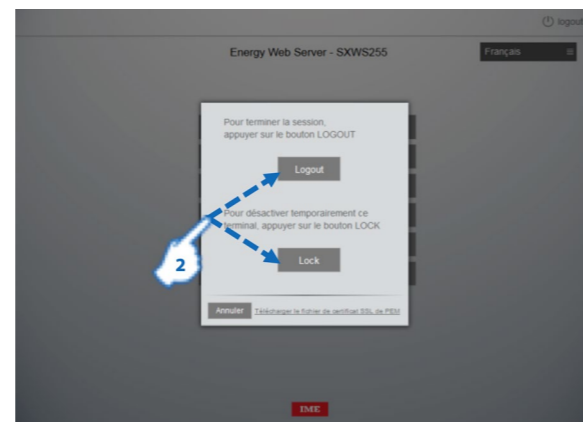 logout
Energy Web Server - SXWS255
Français
Pour terminer la session,
appuyer sur le bouton LOGOUT
Logout
Pour désactiver temporairement ce
terminal, appuyer sur le bouton LOCK
2
Lock
Annuler Télécharger le fichier de certificat SSL de PEM
IME